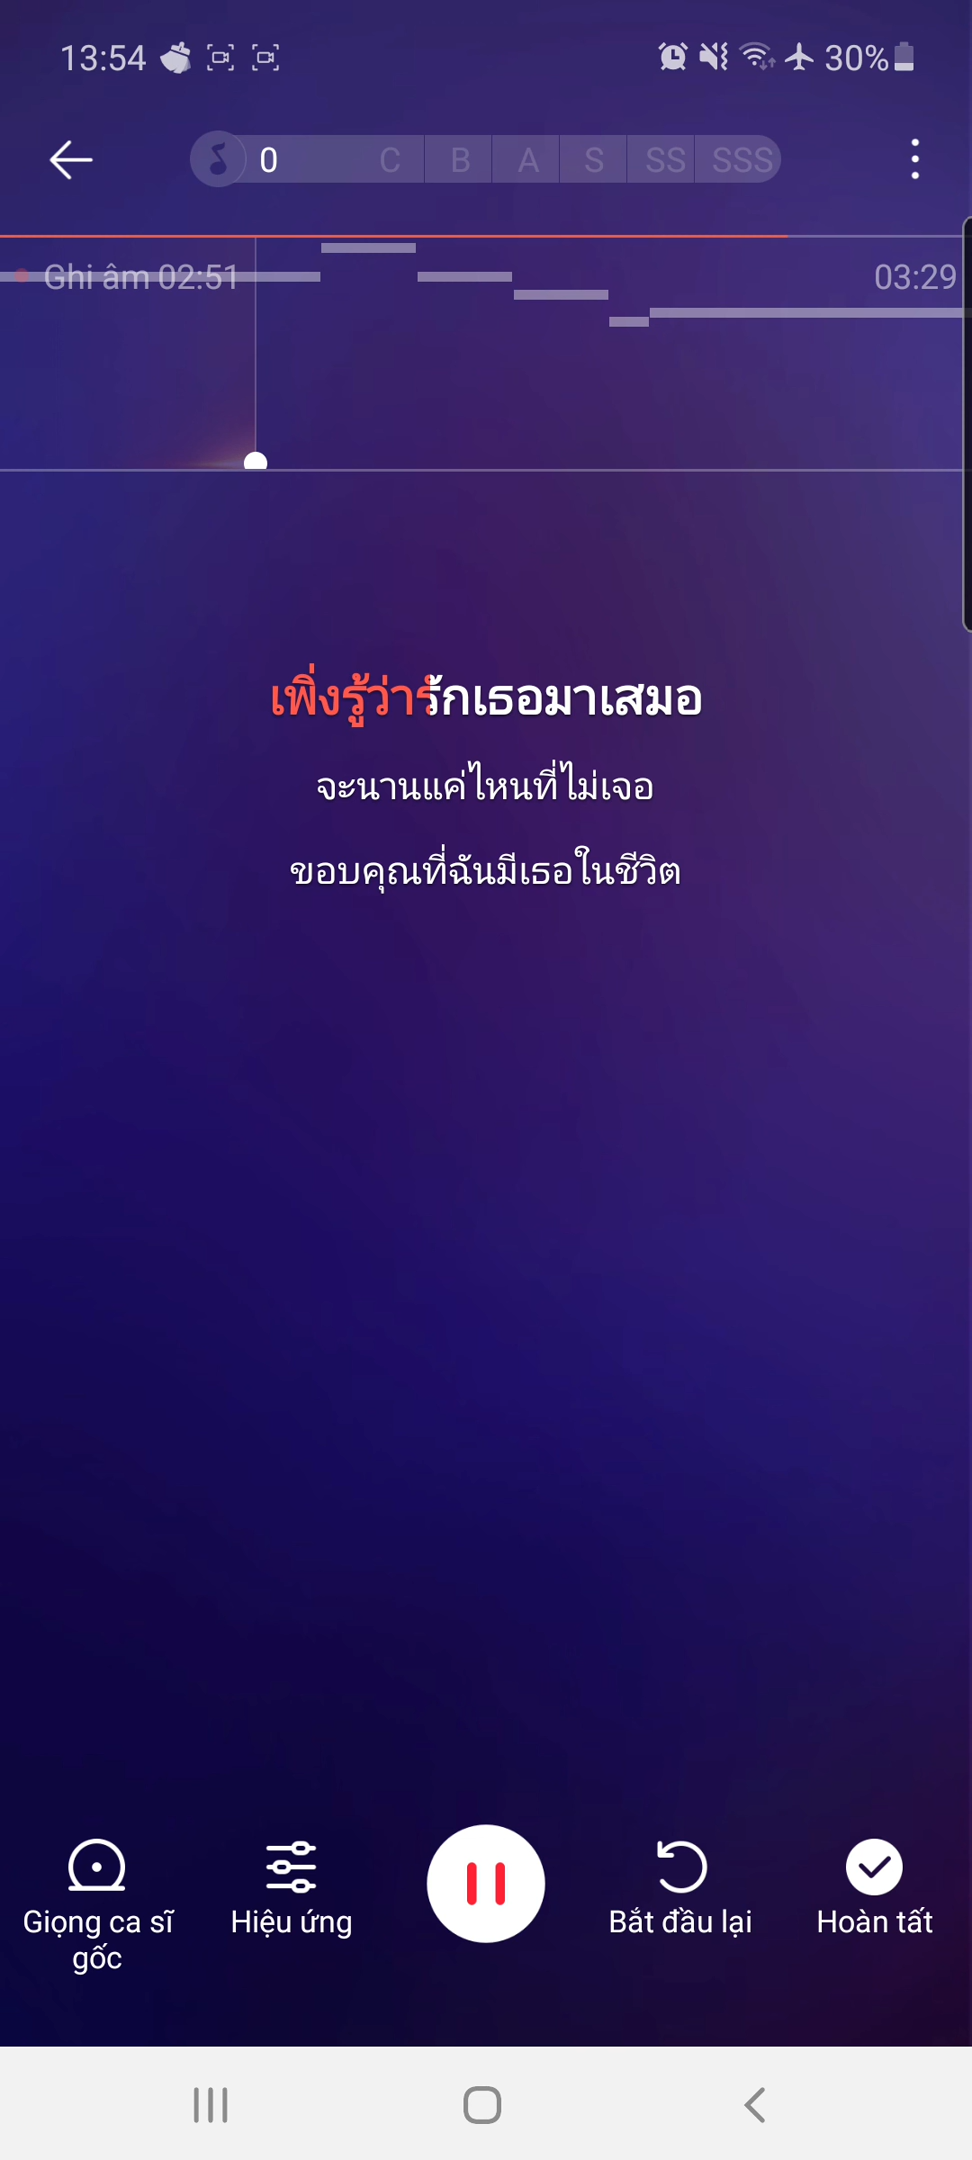 13:54
30%
0 C B A S SS SSS
Ghi âm 02:51
03:29
เพิ่งรู้ว่ารักเธอมาเสมอ
จะนานแค่ไหนที่ไม่เจอ
ขอบคุณที่ฉันมีเธอในชีวิต
Giọng ca sĩ gốc
Hiệu ứng
Bắt đầu lại
Hoàn tất